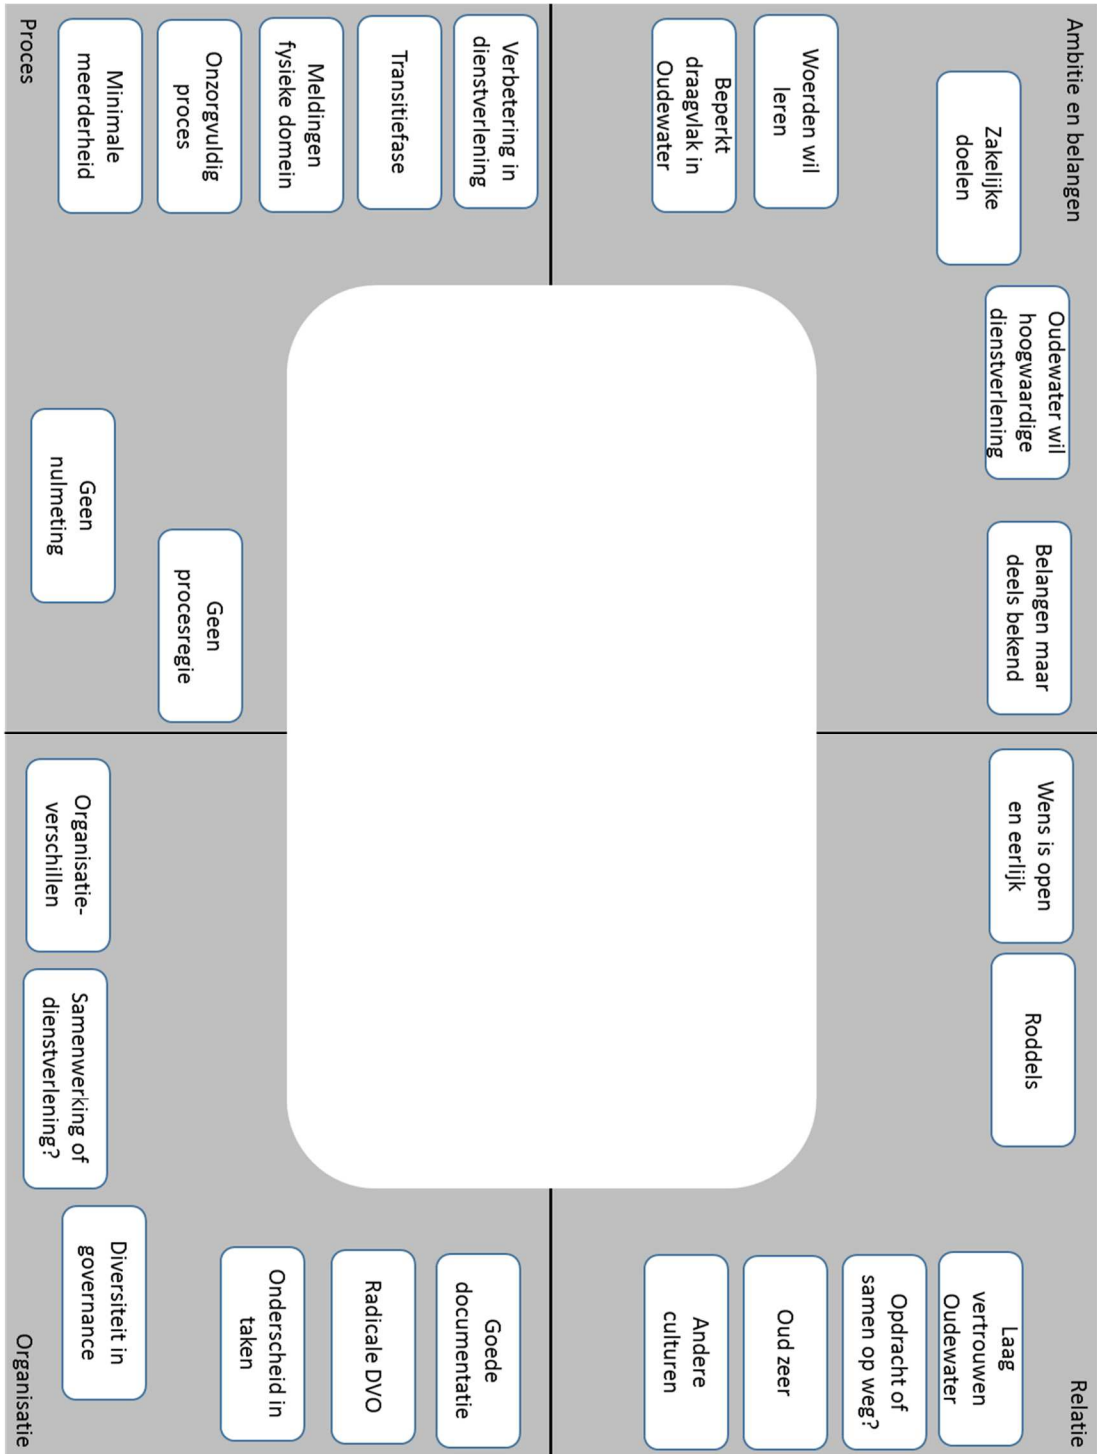 Ambitie en belangen
Zakelijke
doelen
Oudewater wil
hoogwaardige
dienstverlening
Belangen maar
deels bekend
Woerden wil
leren
Beperkt
draagvlak in
Oudewater
Relatie
Wens is open
en eerlijk
Roddels
Laag
vertrouwen
Oudewater
Opdracht of
samen op weg?
Oud zeer
Andere
culturen
Proces
Verbetering in
dienstverlening
Transitiefase
Meldingen
fysieke domein
Onzorgvuldig
proces
Minimale
meerderheid
Geen
nulmeting
Geen
procesregie
Organisatie
Goede
documentatie
Radicale DVO
Onderscheid in
taken
Diversiteit in
governance
Samenwerking of
dienstverlening?
Organisatie-
verschillen